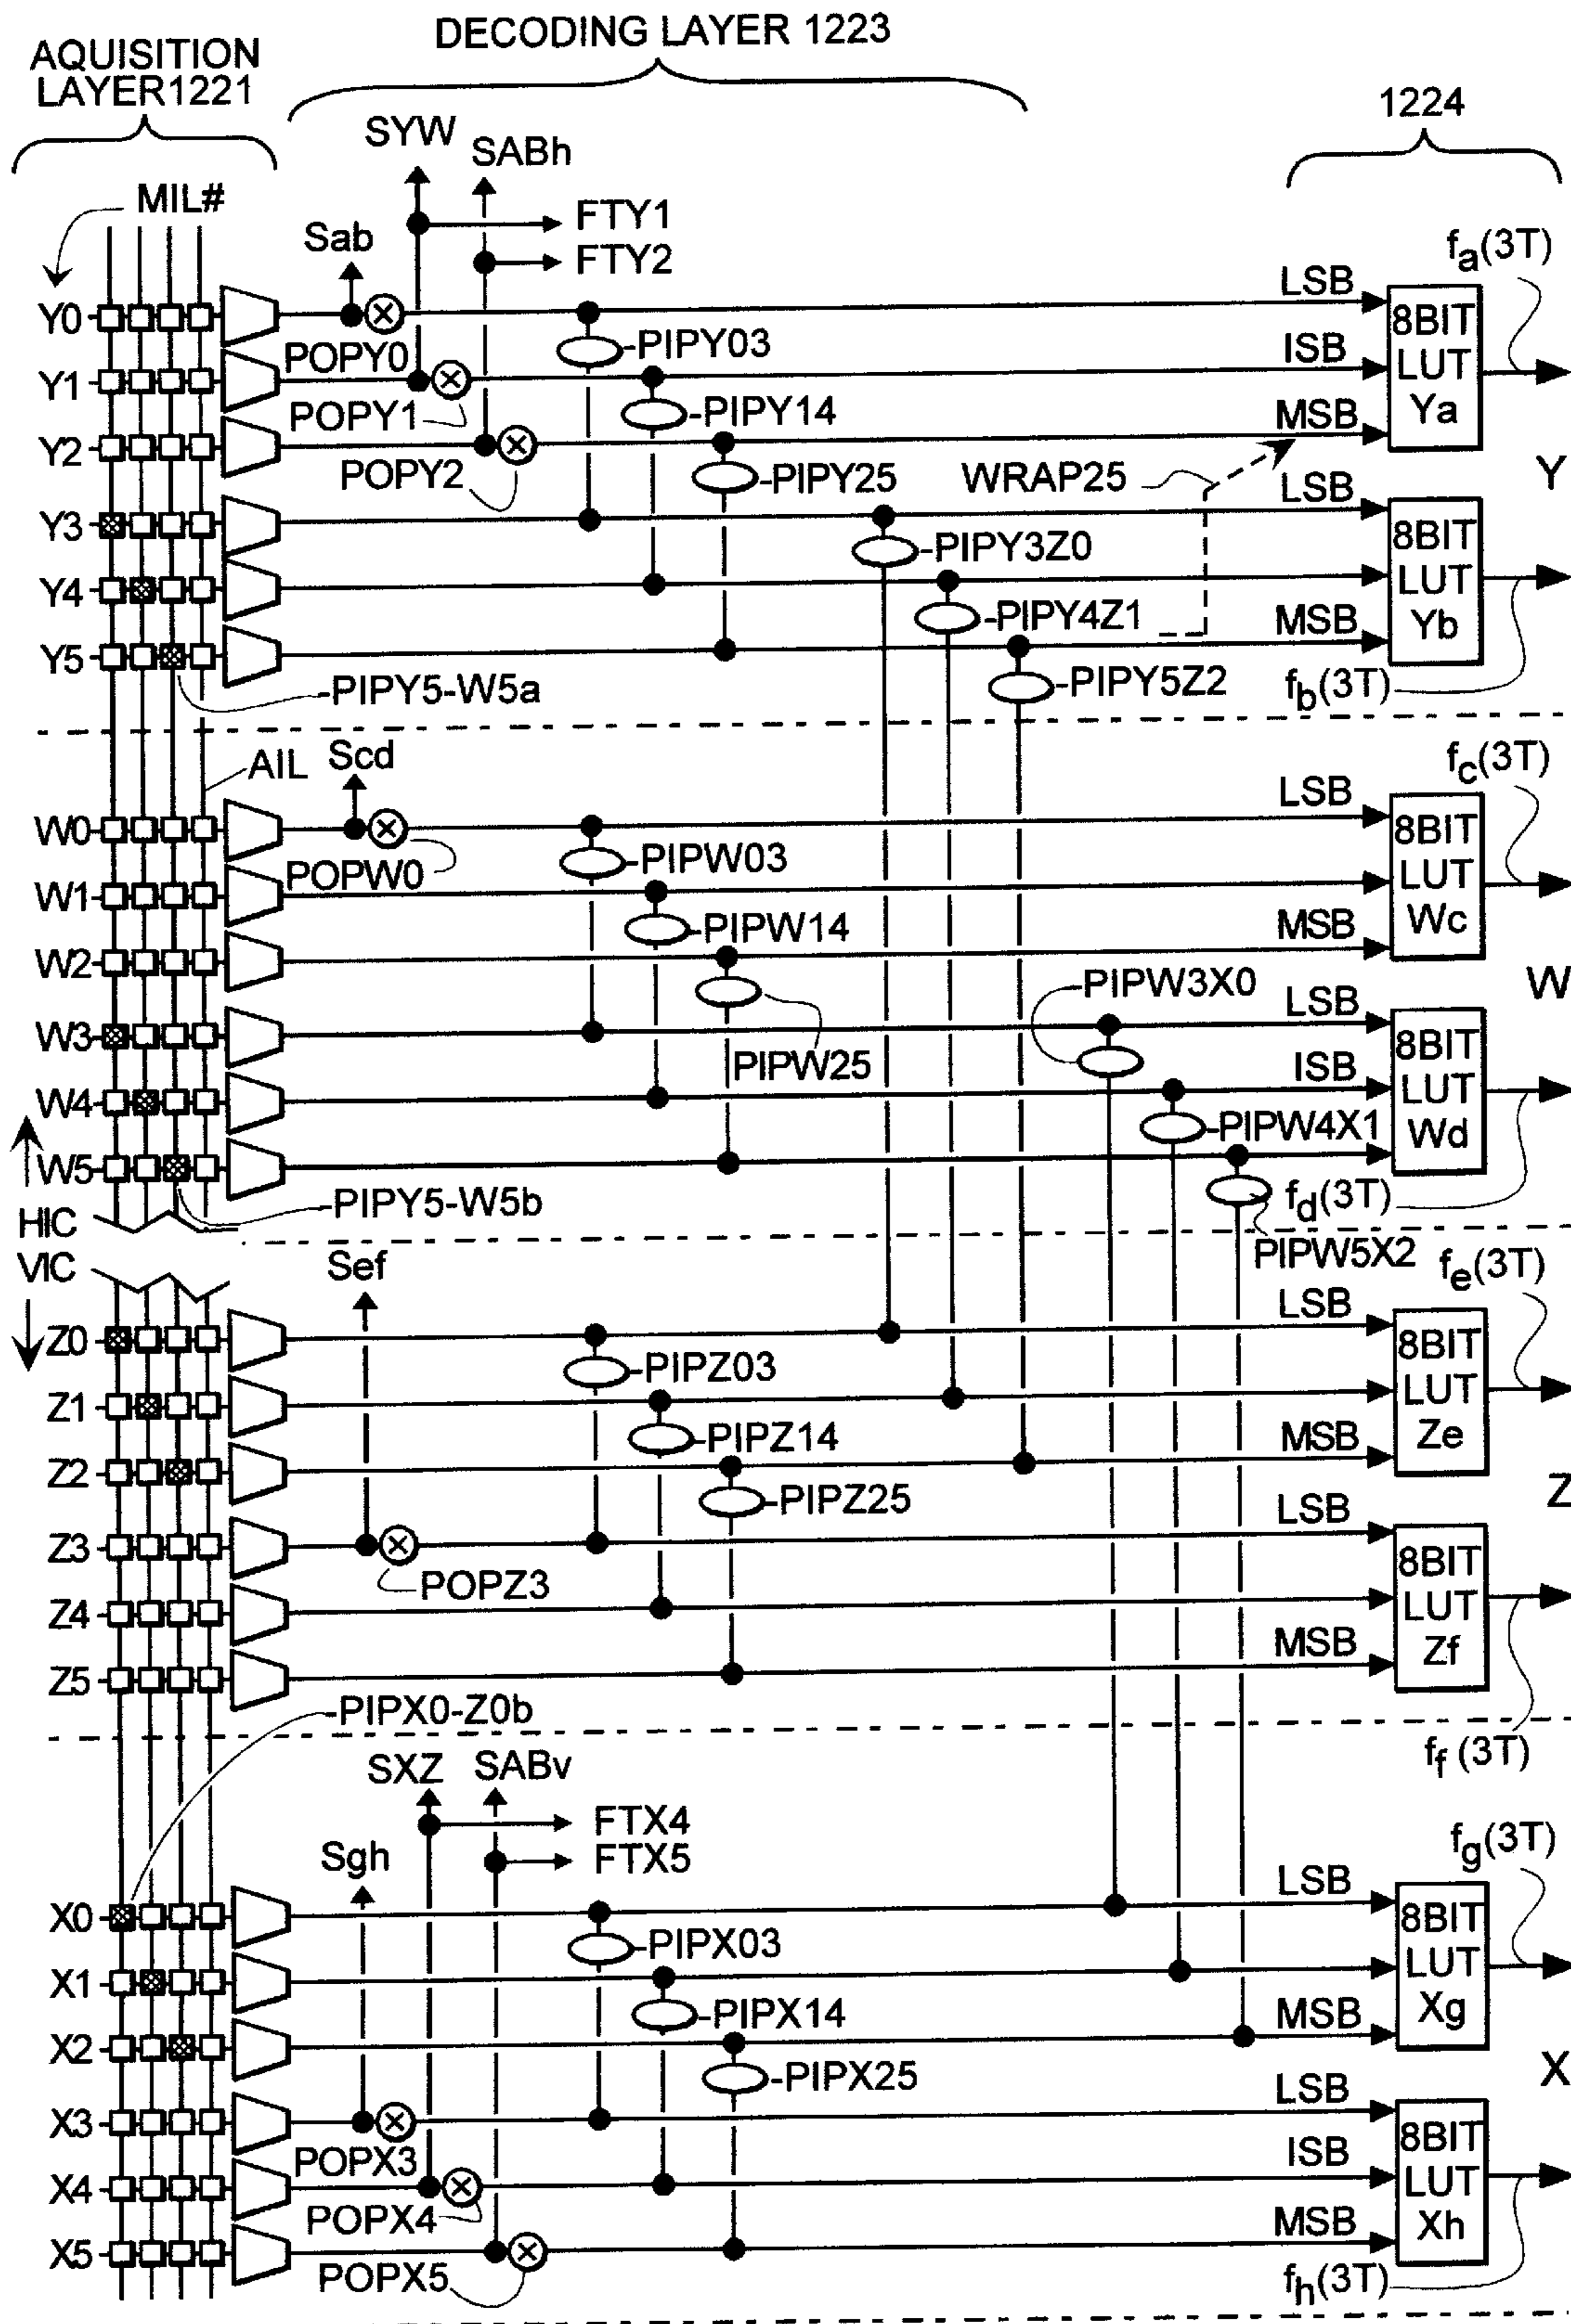 DECODING LAYER 1223
AQUISITION
LAYER1221
1224
SYW
SABh
MIL#
FTY1
Sab
FTY2
fa(3T)
LSB
Y0
8BIT
LUT
Ya
POPY0
PIPY03
ISB
Y1
POPY1
PIPY14
MSB
Y2
POPY2
PIPY25
WRAP25
Y
LSB
Y3
8BIT
LUT
Yb
PIPY3Z0
Y4
PIPY4Z1
MSB
Y5
PIPY5-W5a
PIPY5Z2
fb(3T)
Scd
AIL
fc(3T)
LSB
W0
8BIT
LUT
Wc
POPW0
PIPW03
W1
PIPW14
MSB
W2
PIPW3X0
W
LSB
W3
8BIT
LUT
Wd
PIPW25
ISB
W4
PIPW4X1
W5
PIPY5-W5b
fd(3T)
HIC
VIC
Sef
PIPW5X2
fe(3T)
LSB
Z0
8BIT
LUT
Ze
PIPZ03
Z1
PIPZ14
MSB
Z2
PIPZ25
Z
LSB
Z3
8BIT
LUT
Zf
POPZ3
Z4
MSB
Z5
PIPX0-Z0b
ff(3T)
SXZ
SABv
FTX4
FTX5
Sgh
fg(3T)
LSB
X0
8BIT
LUT
Xg
PIPX03
X1
PIPX14
MSB
X2
PIPX25
X
LSB
X3
8BIT
LUT
Xh
POPX3
ISB
X4
POPX4
MSB
X5
POPX5
fh(3T)